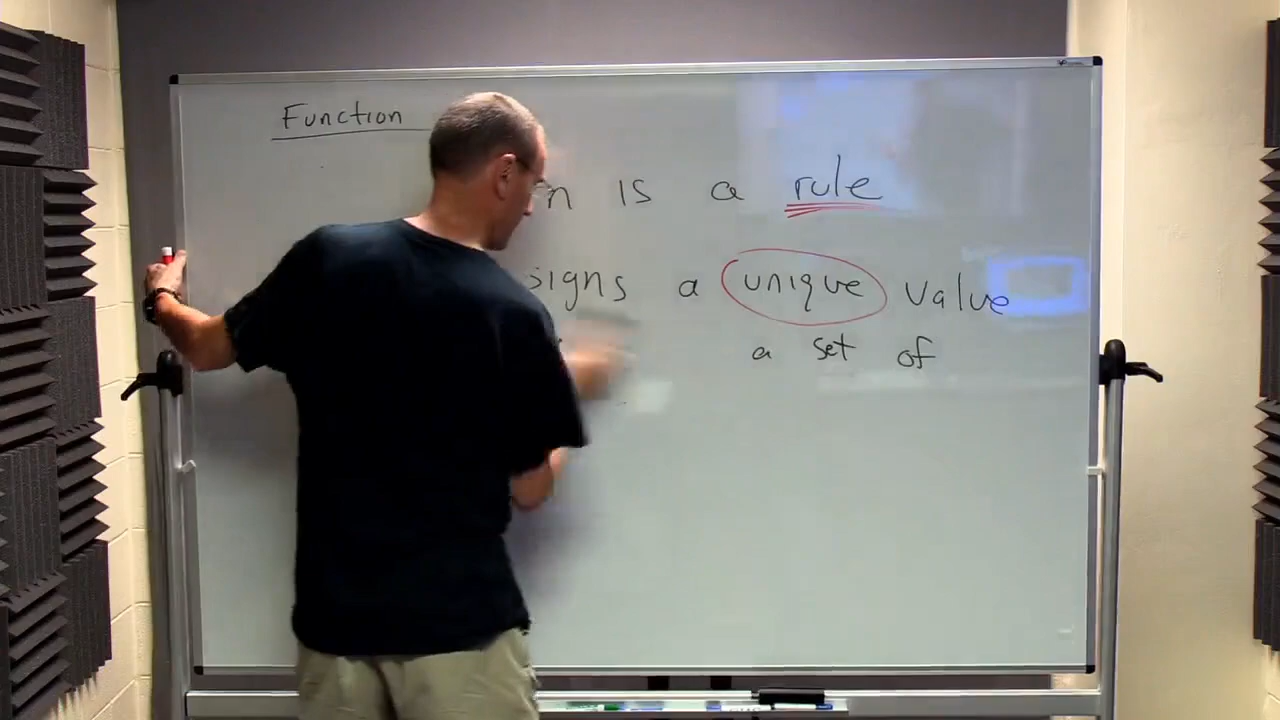 Function
n is a rule
signs a unique value
a set of